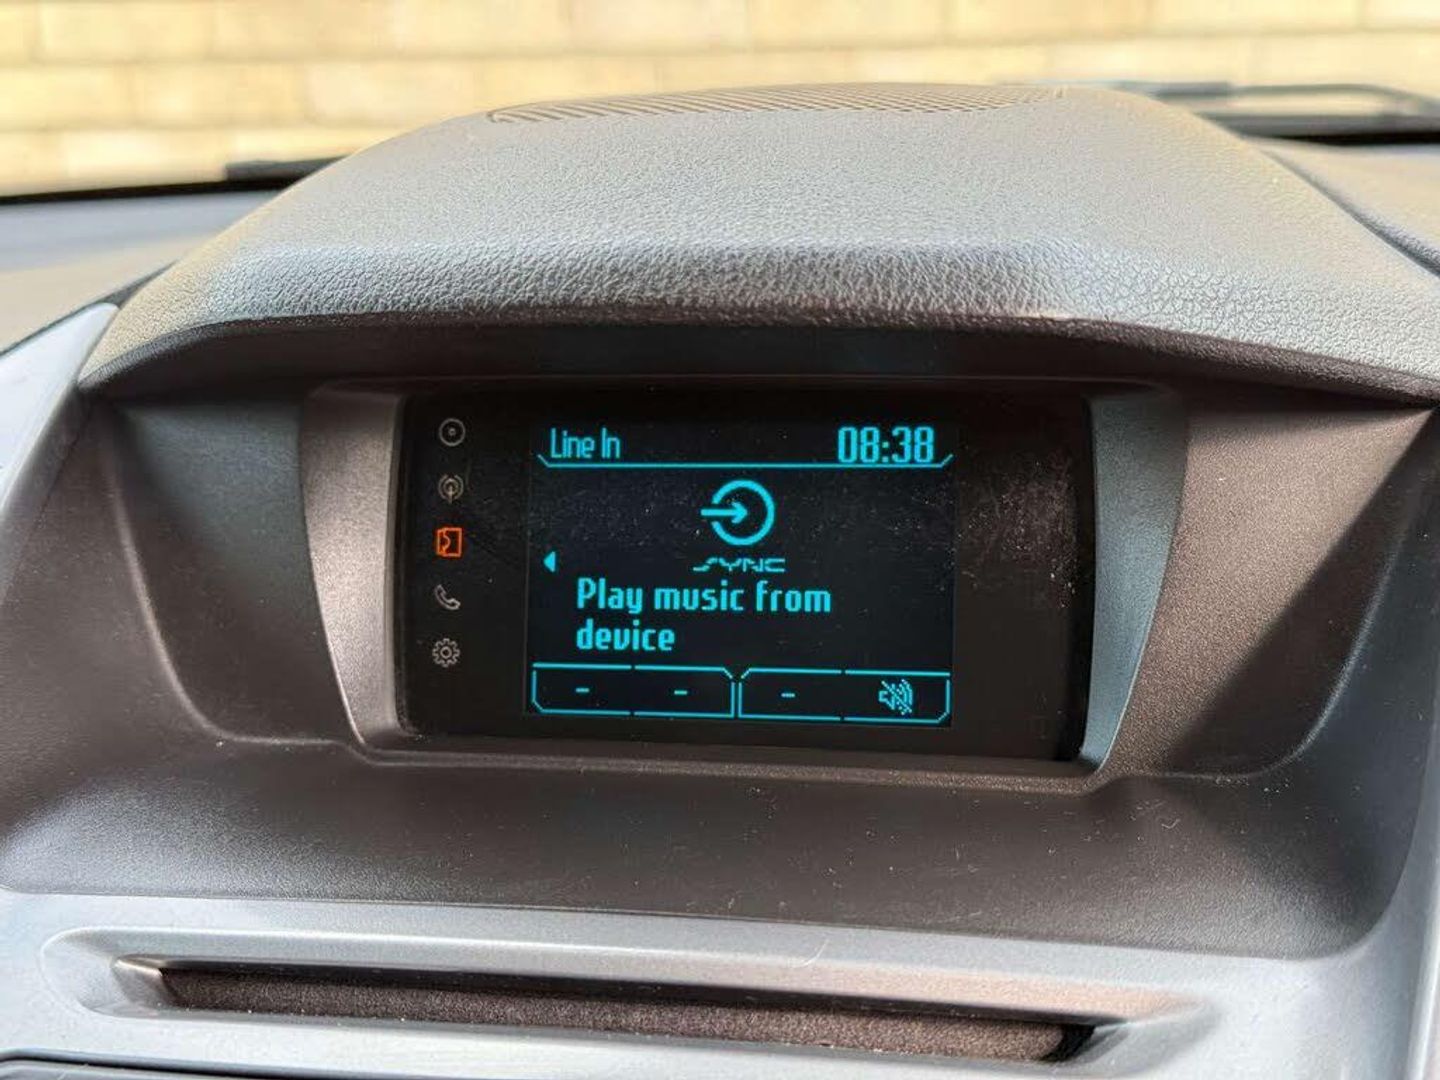 Line In
08:38
SYNC
Play music from
device
- - -